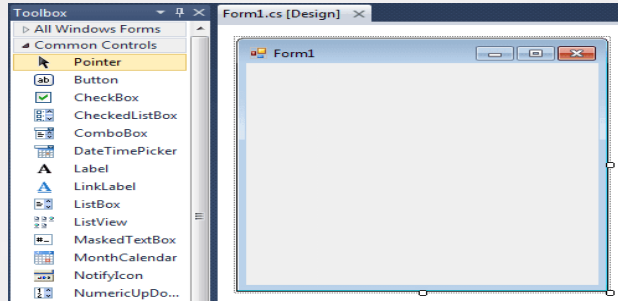 Toolbox
Form1.cs [Design]
All Windows Forms
Common Controls
Form1
Pointer
ab Button
CheckBox
CheckedListBox
ComboBox
DateTimePicker
A Label
A LinkLabel
ListBox
ListView
#_ MaskedTextBox
MonthCalendar
NotifyIcon
NumericUpDo...